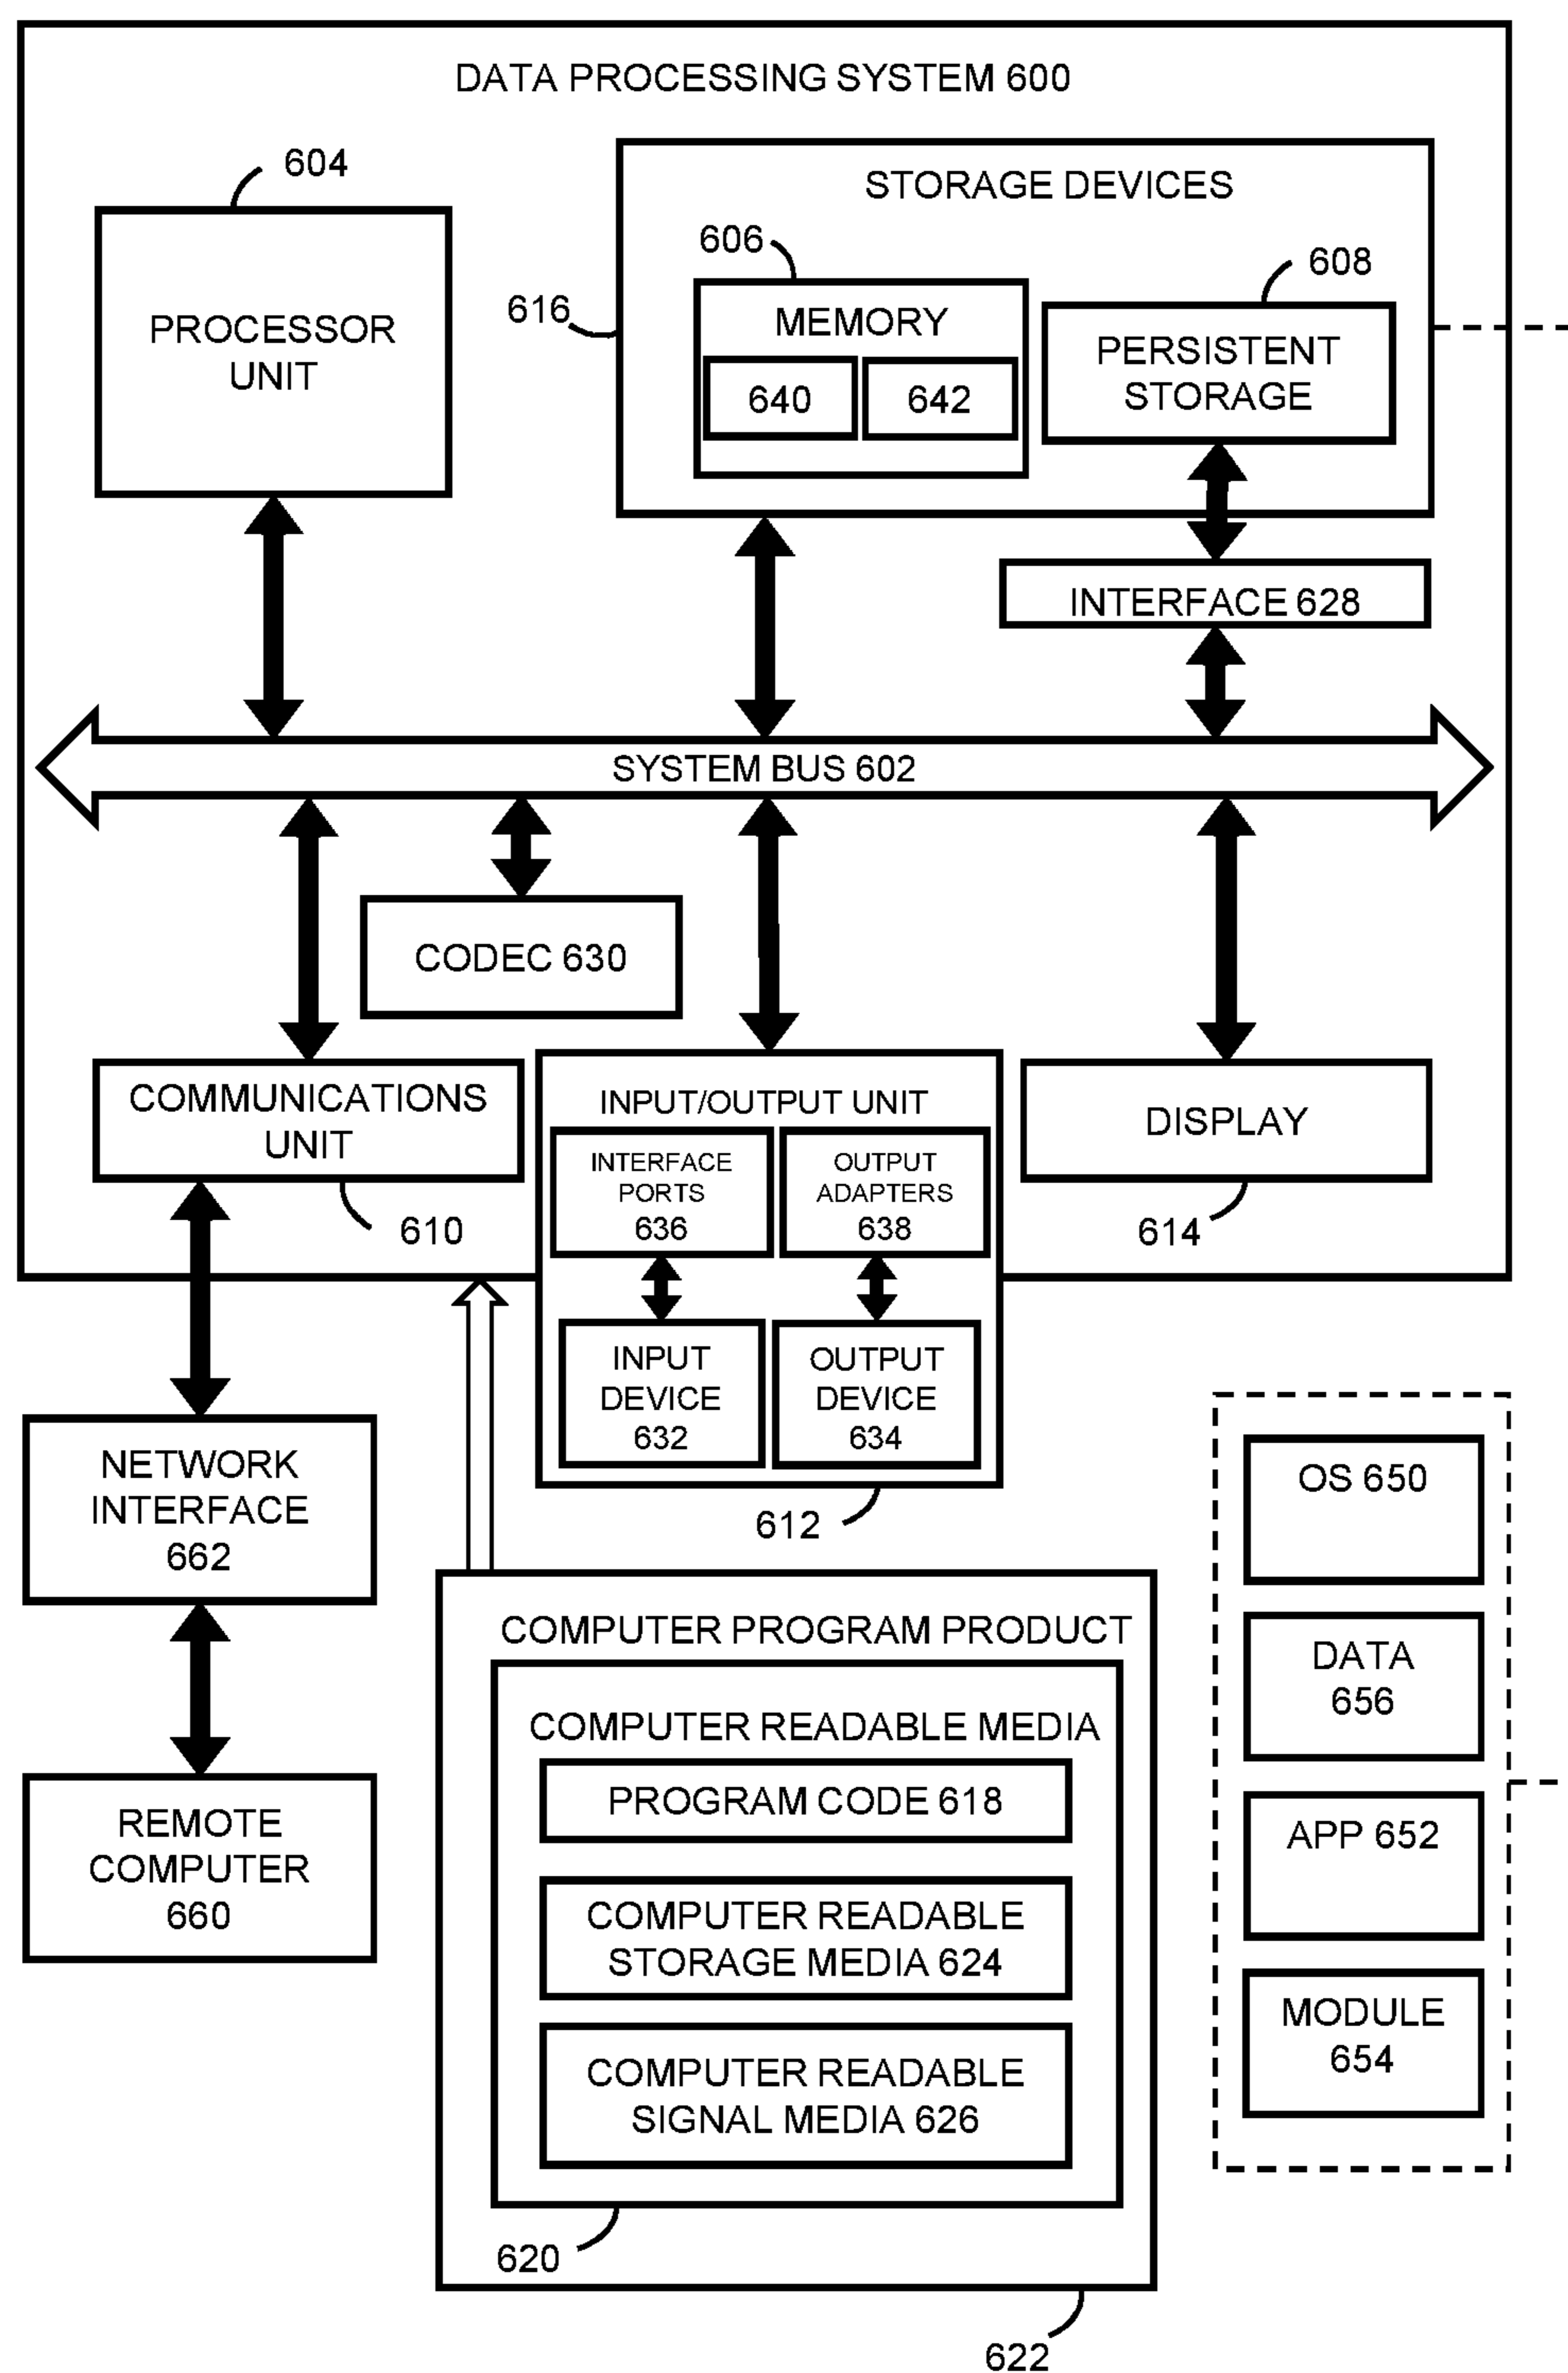 DATA PROCESSING SYSTEM 600
604
PROCESSOR
UNIT
STORAGE DEVICES
606
608
616
MEMORY
640
642
PERSISTENT
STORAGE
INTERFACE 628
SYSTEM BUS 602
CODEC 630
COMMUNICATIONS
UNIT
610
INPUT/OUTPUT UNIT
INTERFACE
PORTS
636
OUTPUT
ADAPTERS
638
INPUT
DEVICE
632
OUTPUT
DEVICE
634
612
DISPLAY
614
NETWORK
INTERFACE
662
REMOTE
COMPUTER
660
COMPUTER PROGRAM PRODUCT
COMPUTER READABLE MEDIA
PROGRAM CODE 618
COMPUTER READABLE
STORAGE MEDIA 624
COMPUTER READABLE
SIGNAL MEDIA 626
620
622
OS 650
DATA
656
APP 652
MODULE
654